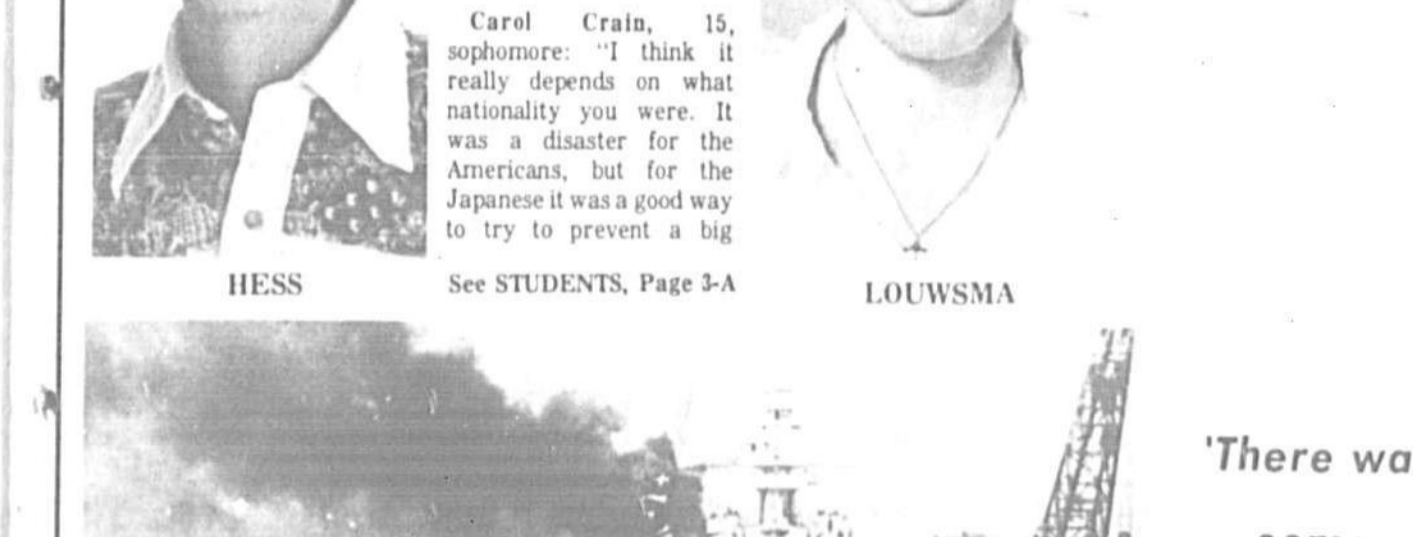 Carol Crain, 15,
sophomore: "I think it
really depends on what
nationality you were. It
was a disaster for the
Americans, but for the
Japanese it was a good way
to try to prevent a big
See STUDENTS, Page 3-A
HESS
LOUWSMA
'There wa